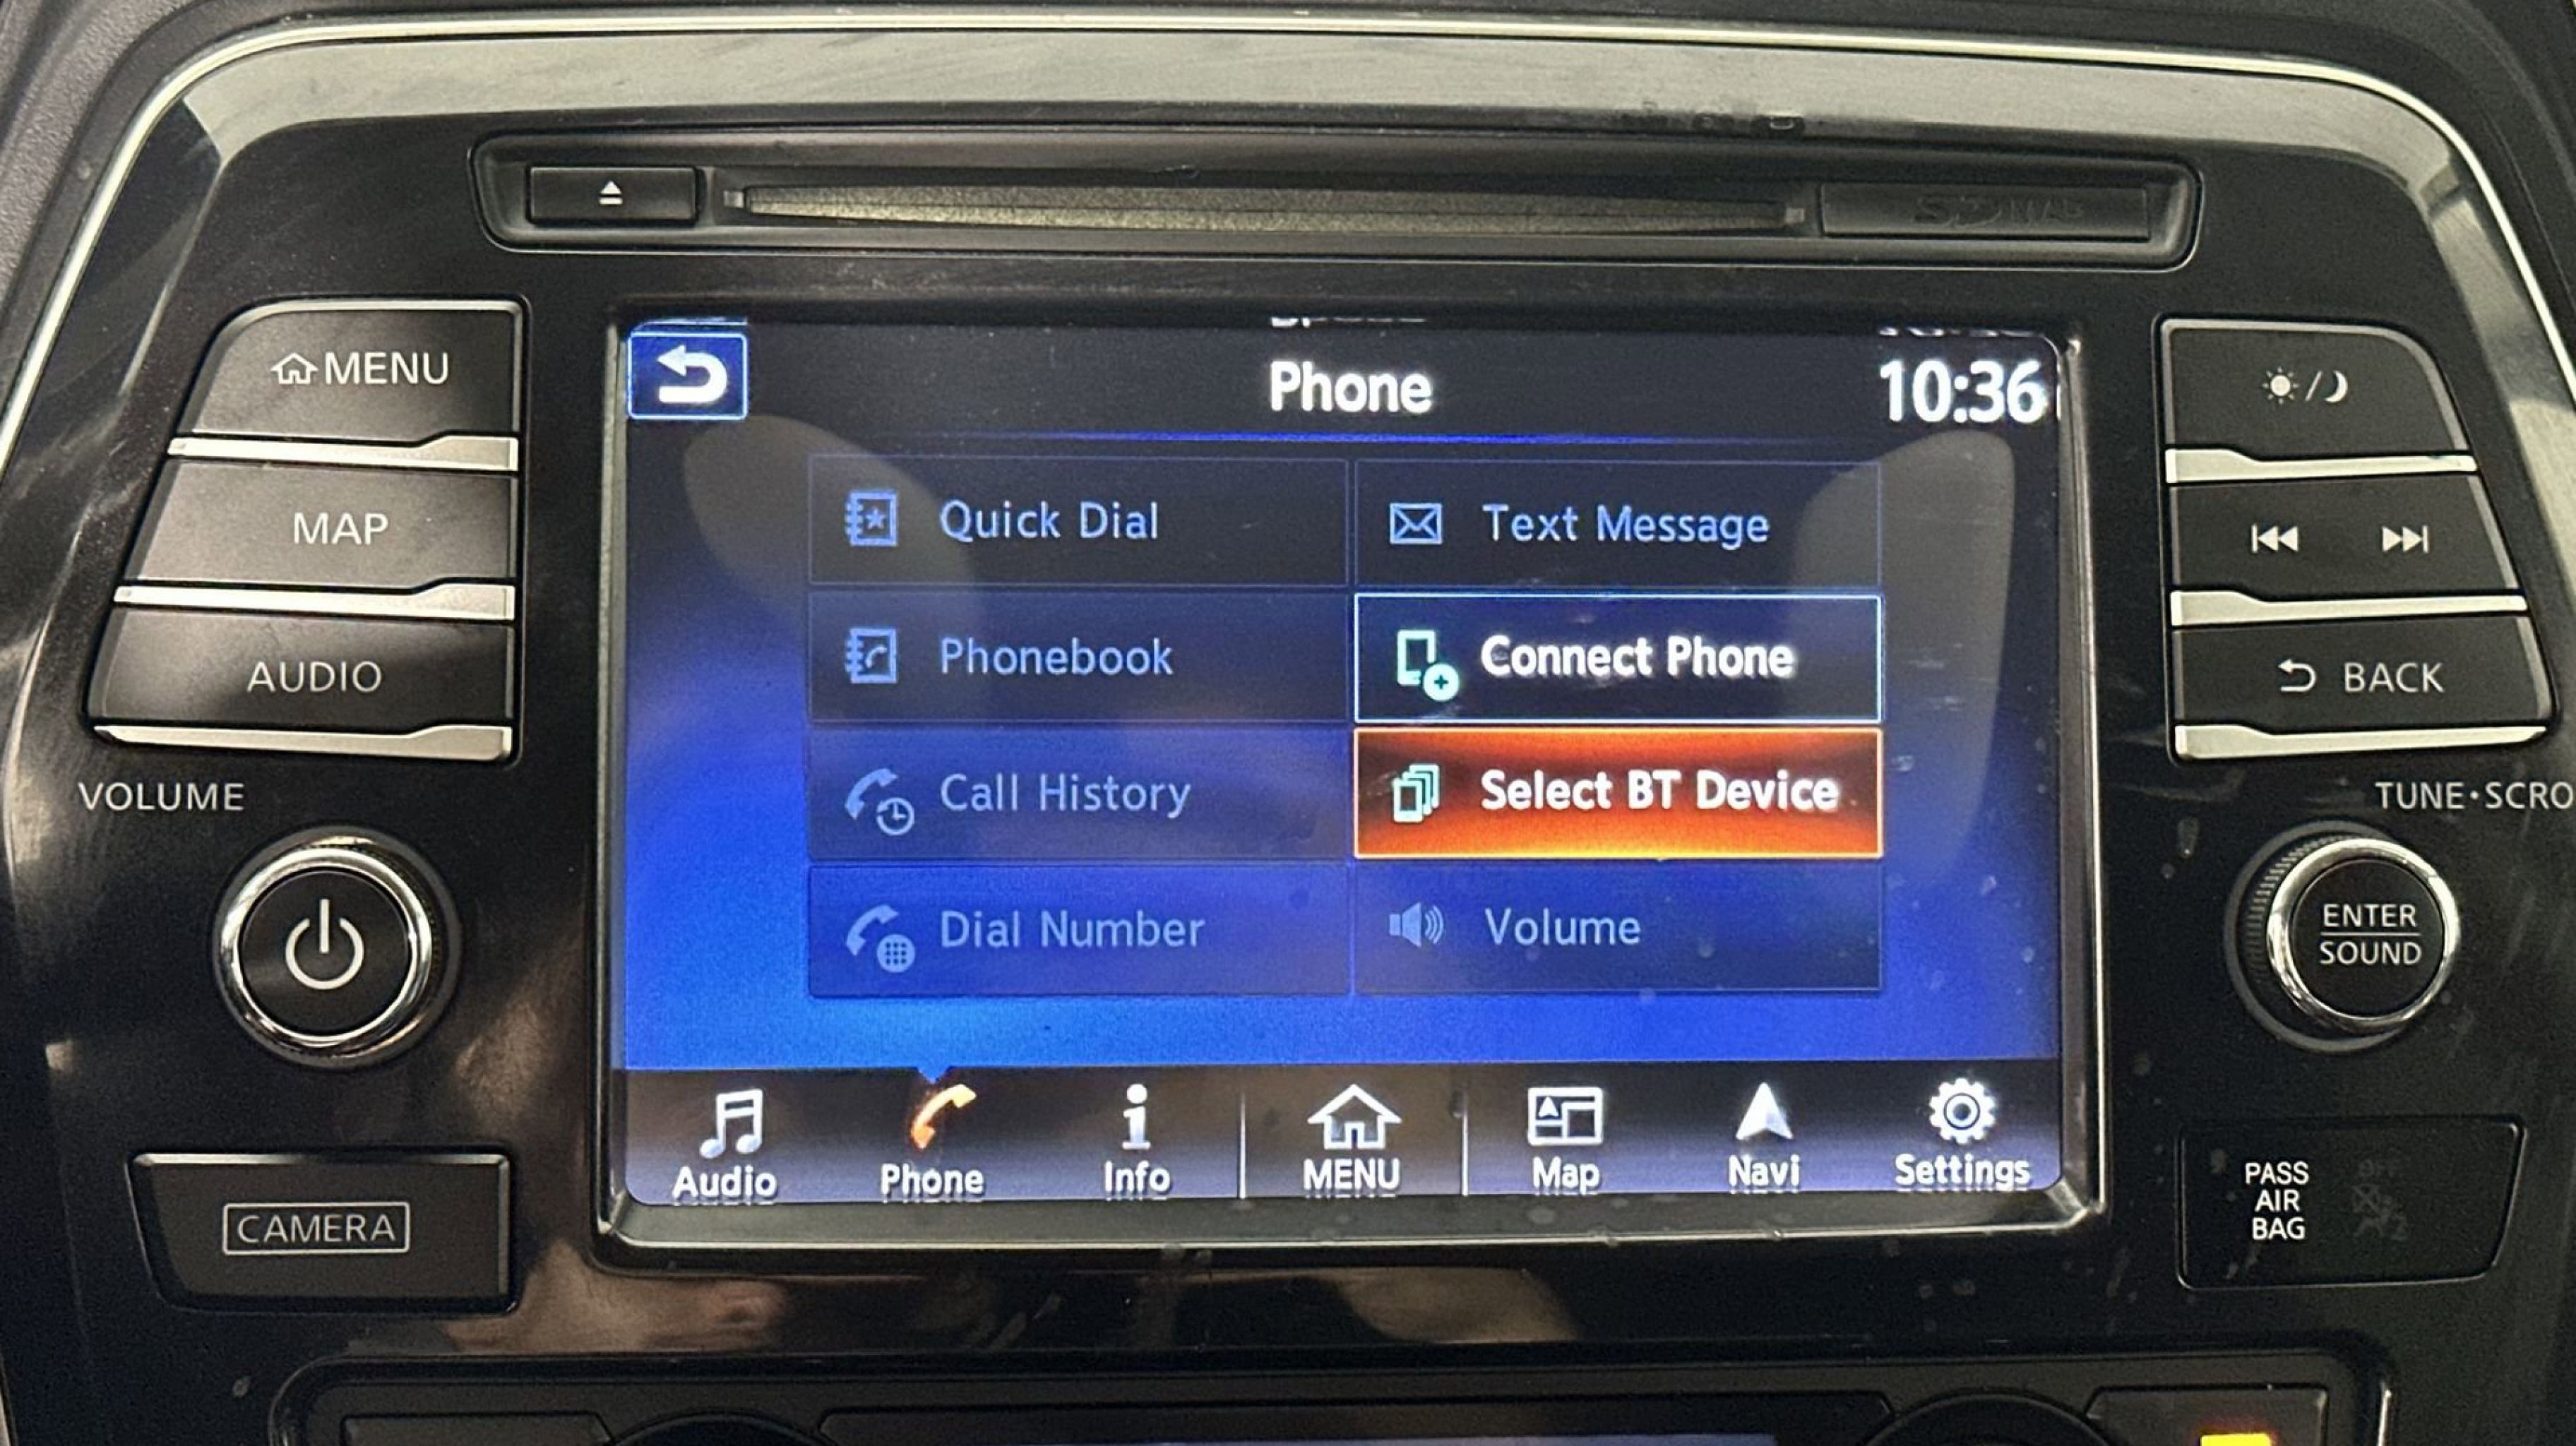 MENU
MAP
AUDIO
VOLUME
CAMERA
Phone
10:36
Quick Dial
Text Message
Phonebook
Connect Phone
Call History
Select BT Device
Dial Number
Volume
Audio
Phone
Info
MENU
Map
Navi
Settings
BACK
TUNE•SCRO
ENTER
SOUND
PASS
AIR
BAG
OFF